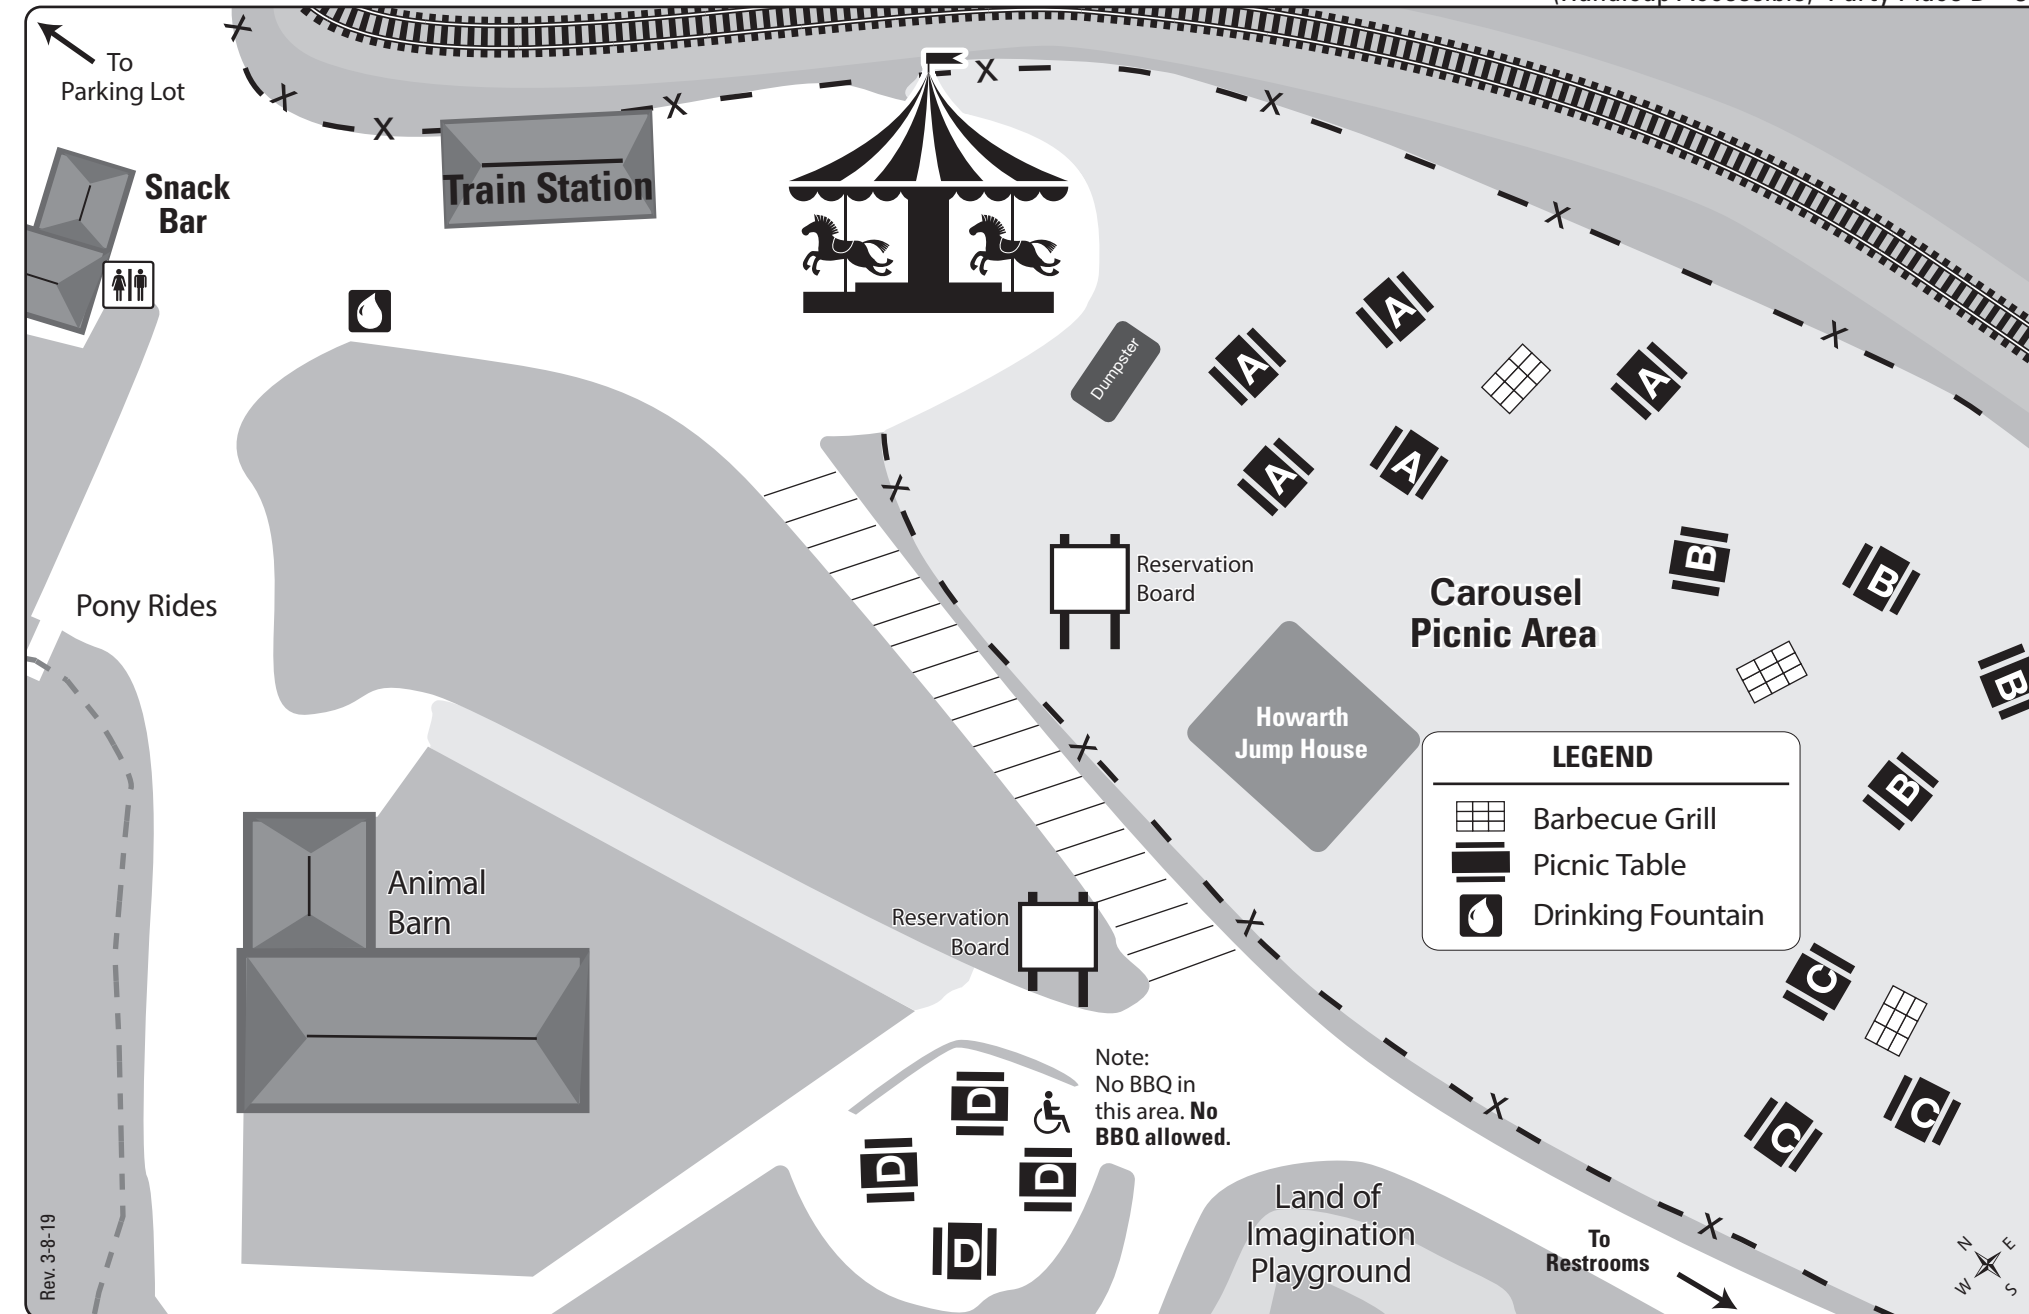 To
Parking Lot
Snack
Bar
Train Station
Dumpster
A
A
A
A
A
Reservation
Board
Carousel
Picnic Area
B
B
B
B
Pony Rides
Howarth
Jump House
LEGEND
Barbecue Grill
Picnic Table
Drinking Fountain
Animal
Barn
Reservation
Board
C
C
C
Note:
No BBQ in
this area. No
BBQ allowed.
D
D
D
D
Land of
Imagination
Playground
To
Restrooms
N
E
W
S
Rev. 3-8-19